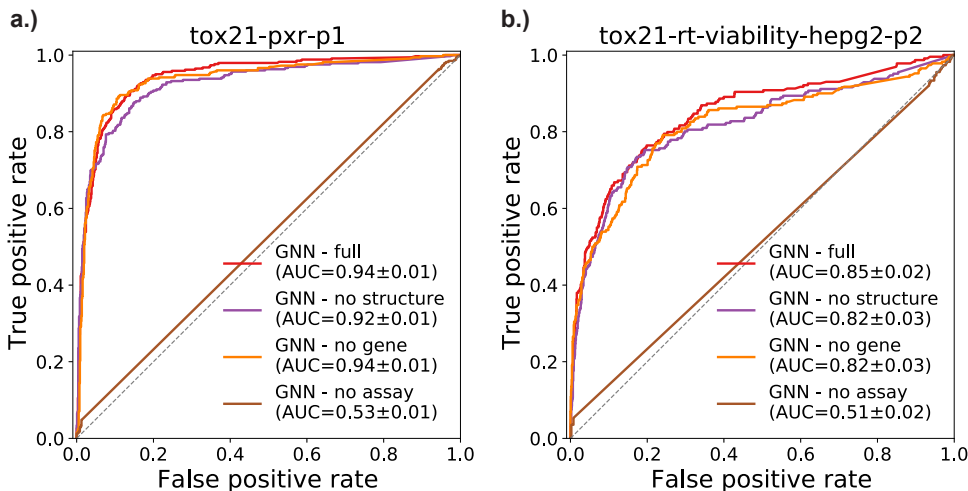 a.)
tox21-pxr-p1
1.0
0.8
0.6
0.4
0.2
0.0
True positive rate
GNN - full
(AUC=0.94±0.01)
GNN - no structure
(AUC=0.92±0.01)
GNN - no gene
(AUC=0.94±0.01)
GNN - no assay
(AUC=0.53±0.01)
0.0 0.2 0.4 0.6 0.8 1.0
False positive rate
b.)
tox21-rt-viability-hepg2-p2
1.0
0.8
0.6
0.4
0.2
0.0
True positive rate
GNN - full
(AUC=0.85±0.02)
GNN - no structure
(AUC=0.82±0.03)
GNN - no gene
(AUC=0.82±0.03)
GNN - no assay
(AUC=0.51±0.02)
0.0 0.2 0.4 0.6 0.8 1.0
False positive rate